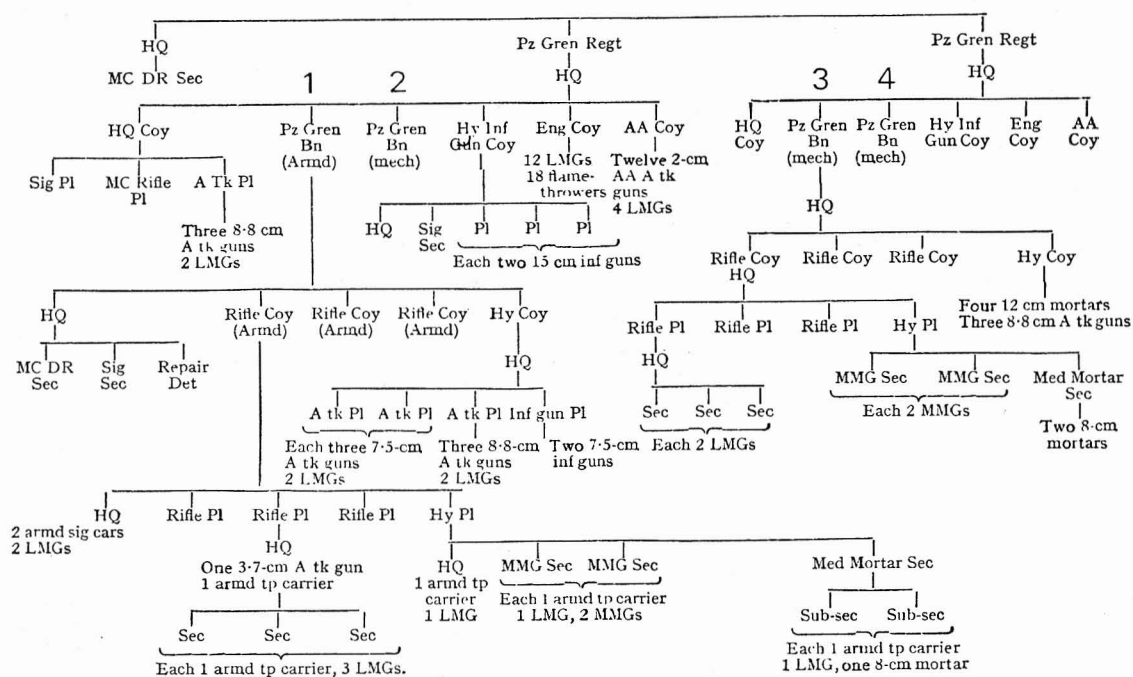 HQ
MC DR Sec
Pz Gren Regt
HQ
Pz Gren Regt
HQ
1
2
3
4
HQ Coy
Pz Gren
Bn
(Armd)
Pz Gren
Bn
(mech)
Hy Inf
Gun Coy
Eng Coy
AA Coy
HQ
Coy
Pz Gren
Bn
(mech)
Pz Gren
Bn
(mech)
Hy Inf
Gun Coy
Eng
Coy
AA
Coy
Sig Pl
MC Rifle
Pl
A Tk Pl
Three 8·8 cm
A tk guns
2 LMGs
12 LMGs
18 flame-
throwers
Twelve 2-cm
AA A tk
guns
4 LMGs
HQ
Sig
Sec
Pl
Pl
Pl
Each two 15 cm inf guns
HQ
Rifle Coy
HQ
Rifle Coy
Rifle Coy
Hy Coy
Four 12 cm mortars
Three 8·8 cm A tk guns
HQ
Rifle Coy
(Armd)
Rifle Coy
(Armd)
Rifle Coy
(Armd)
Hy Coy
HQ
MC DR
Sec
Sig
Sec
Repair
Det
Rifle Pl
HQ
Rifle Pl
Rifle Pl
Hy Pl
MMG Sec
MMG Sec
Each 2 MMGs
Med Mortar
Sec
Two 8-cm
mortars
Sec
Sec
Sec
Each 2 LMGs
A tk Pl
A tk Pl
A tk Pl
Inf gun Pl
Each three 7·5-cm
A tk guns
2 LMGs
Three 8·8-cm
A tk guns
2 LMGs
Two 7·5-cm
inf guns
HQ
2 armd sig cars
2 LMGs
Rifle Pl
Rifle Pl
HQ
One 3·7-cm A tk gun
1 armd tp carrier
Rifle Pl
Hy Pl
HQ
1 armd tp
carrier
1 LMG
MMG Sec
MMG Sec
Each 1 armd tp carrier
1 LMG, 2 MMGs
Med Mortar Sec
Sub-sec
Sub-sec
Each 1 armd tp carrier
1 LMG, one 8-cm mortar
Sec
Sec
Sec
Each 1 armd tp carrier, 3 LMGs.